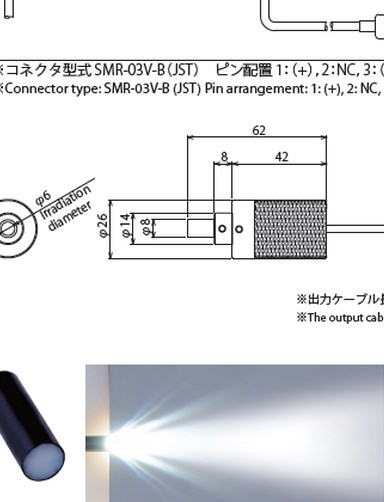 ※コネクタ型式 SMR-03V-B(JST)　ピン配置 1:(+), 2:NC, 3:(
※Connector type: SMR-03V-B (JST) Pin arrangement: 1: (+), 2: NC,
62
8
42
φ6
Irradiation
diameter
φ26
φ14
φ8
※出力ケーブル長
※The output cab